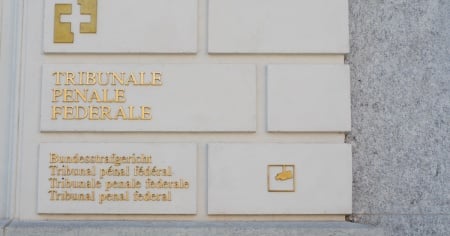 TRIBUNALE
PENALE
FEDERALE
Bundesstrafgericht
Tribunal pénal fédéral
Tribunale penale federale
Tribunal penal federal